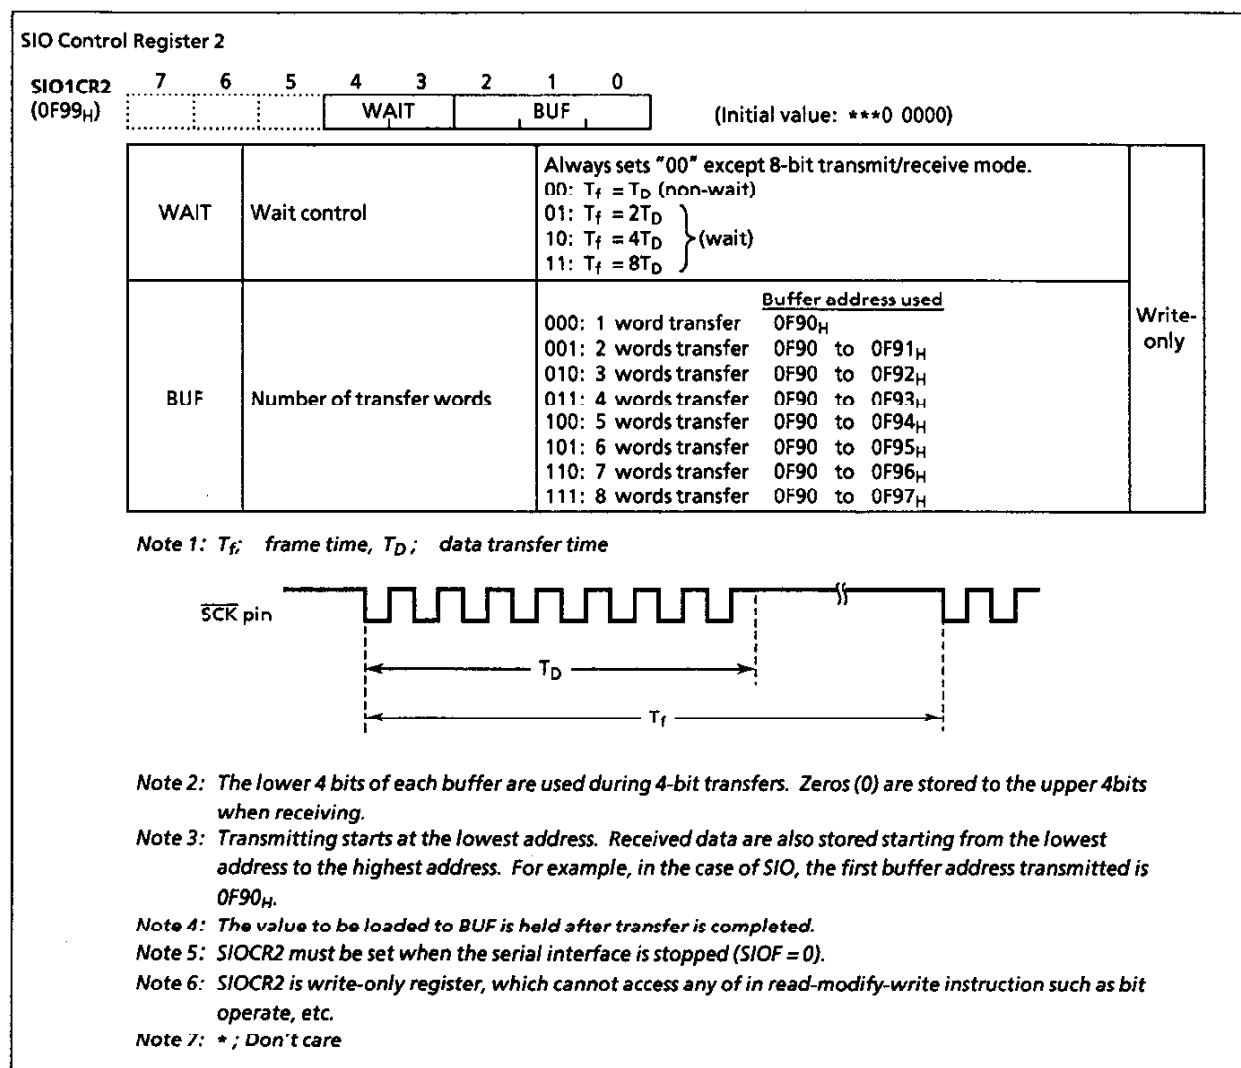 SIO Control Register 2
SIO1CR2 7 6 5 4 3 2 1 0
(0F99H) WAIT BUF (Initial value: ***0 0000)
Always sets "00" except 8-bit transmit/receive mode.
00: Tf = TD (non-wait)
WAIT Wait control 01: Tf = 2TD
10: Tf = 4TD (wait)
11: Tf = 8TD
Buffer address used
Write-only
000: 1 word transfer 0F90H
001: 2 words transfer 0F90 to 0F91H
010: 3 words transfer 0F90 to 0F92H
BUF Number of transfer words 011: 4 words transfer 0F90 to 0F93H
100: 5 words transfer 0F90 to 0F94H
101: 6 words transfer 0F90 to 0F95H
110: 7 words transfer 0F90 to 0F96H
111: 8 words transfer 0F90 to 0F97H
Note 1: Tf; frame time, TD; data transfer time
SCK pin
TD
Tf
Note 2: The lower 4 bits of each buffer are used during 4-bit transfers. Zeros (0) are stored to the upper 4bits
when receiving.
Note 3: Transmitting starts at the lowest address. Received data are also stored starting from the lowest
address to the highest address. For example, in the case of SIO, the first buffer address transmitted is
0F90H.
Note 4: The value to be loaded to BUF is held after transfer is completed.
Note 5: SIOCR2 must be set when the serial interface is stopped (SIOF = 0).
Note 6: SIOCR2 is write-only register, which cannot access any of in read-modify-write instruction such as bit
operate, etc.
Note 7: * ; Don't care